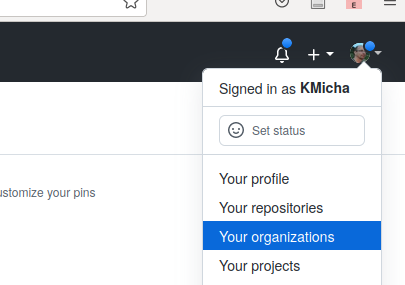 E
Signed in as KMicha
Set status
ustomize your pins
Your profile
Your repositories
Your organizations
Your projects